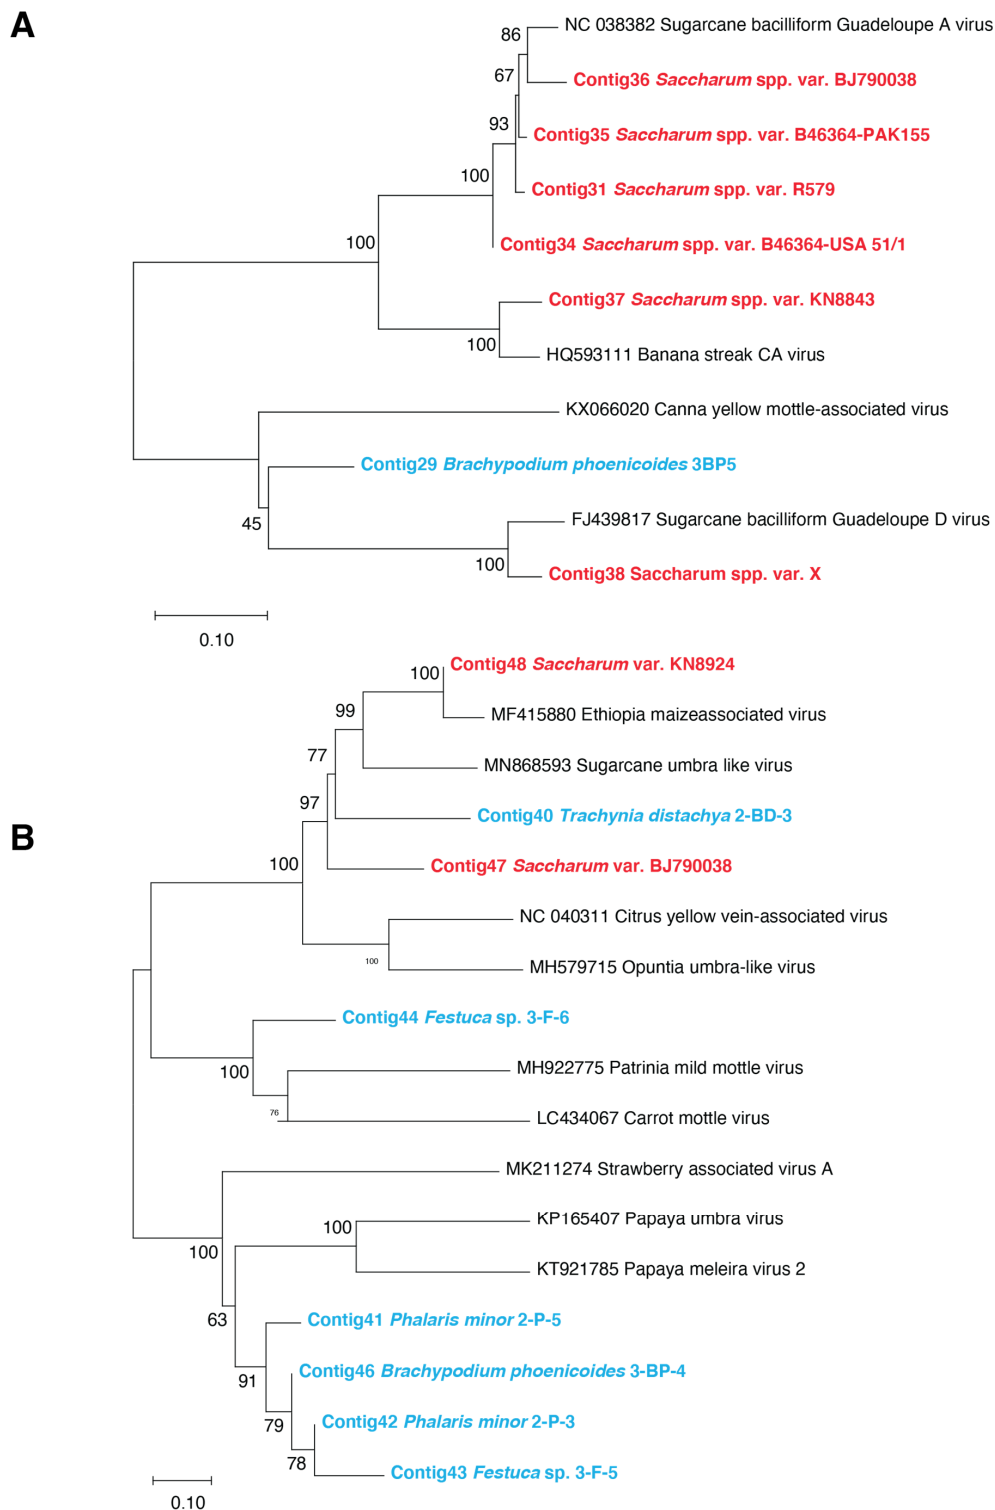 A
NC 038382 Sugarcane bacilliform Guadeloupe A virus
86
67
Contig36 Saccharum spp. var. BJ790038
93
Contig35 Saccharum spp. var. B46364-PAK155
100
Contig31 Saccharum spp. var. R579
100
Contig34 Saccharum spp. var. B46364-USA 51/1
Contig37 Saccharum spp. var. KN8843
100
HQ593111 Banana streak CA virus
KX066020 Canna yellow mottle-associated virus
Contig29 Brachypodium phoenicoides 3BP5
45
FJ439817 Sugarcane bacilliform Guadeloupe D virus
100
Contig38 Saccharum spp. var. X
0.10
Contig48 Saccharum var. KN8924
100
99
MF415880 Ethiopia maizeassociated virus
77
MN868593 Sugarcane umbra like virus
97
Contig40 Trachynia distachya 2-BD-3
B
100
Contig47 Saccharum var. BJ790038
NC 040311 Citrus yellow vein-associated virus
100
MH579715 Opuntia umbra-like virus
Contig44 Festuca sp. 3-F-6
100
MH922775 Patrinia mild mottle virus
76
LC434067 Carrot mottle virus
MK211274 Strawberry associated virus A
KP165407 Papaya umbra virus
100
100
KT921785 Papaya meleira virus 2
63
Contig41 Phalaris minor 2-P-5
91
Contig46 Brachypodium phoenicoides 3-BP-4
79
Contig42 Phalaris minor 2-P-3
78
Contig43 Festuca sp. 3-F-5
0.10